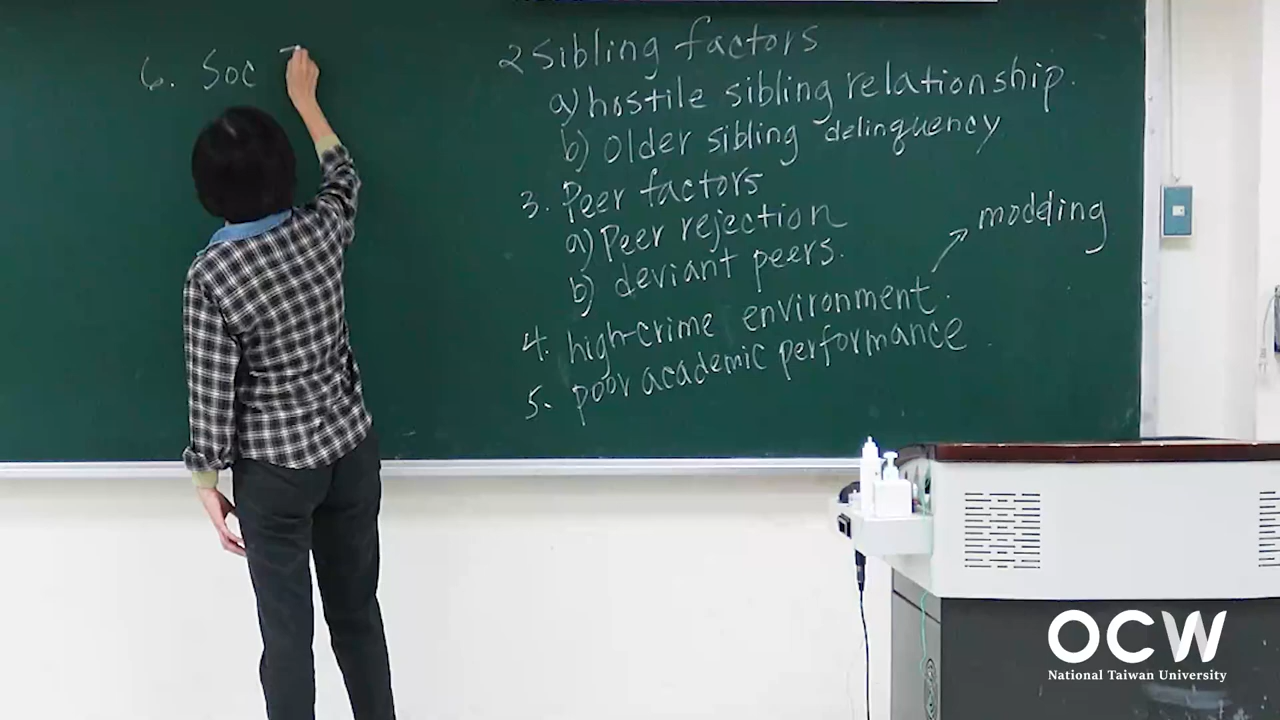 6. Soc
2 Sibling factors
a) hostile sibling relationship.
b) older sibling delinquency
3. Peer factors
a) Peer rejection
b) deviant peers.
4. high-crime environment.
modeling
5. poor academic performance
OCW
National Taiwan University